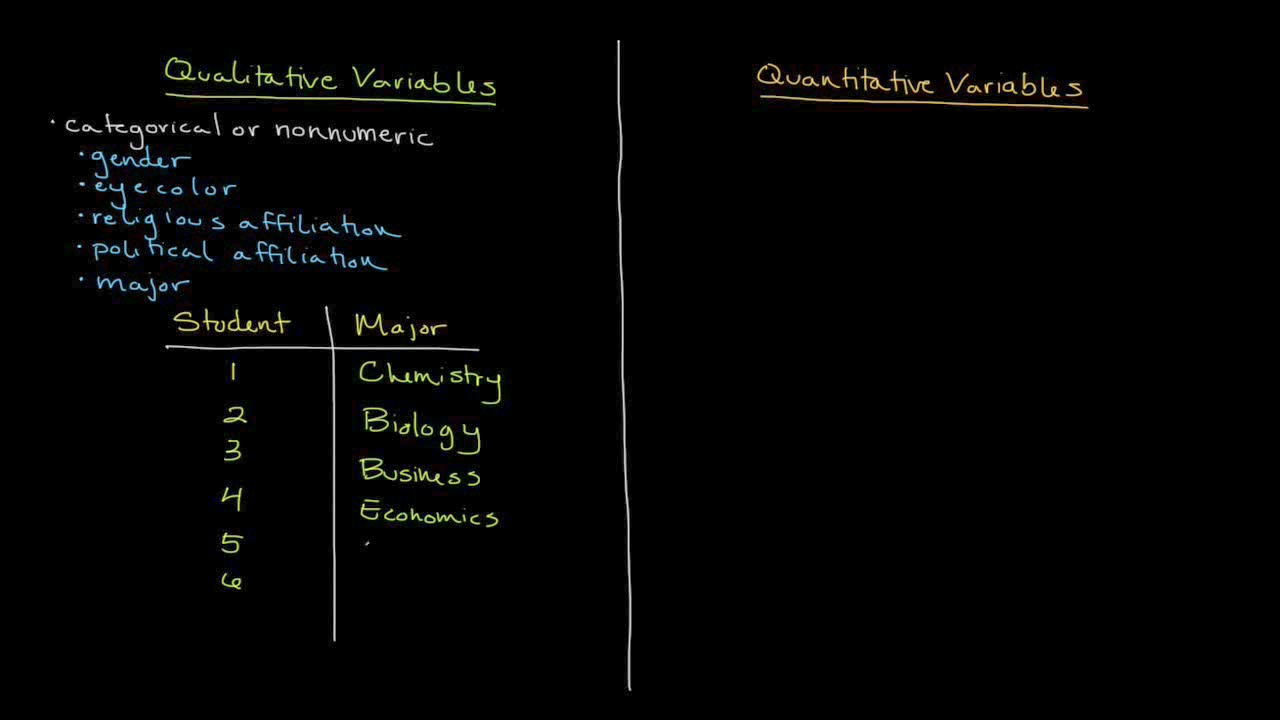 Qualitative Variables
• categorical or nonnumeric
• gender
• eye color
• religious affiliation
• political affiliation
• major
Student Major
1 Chemistry
2 Biology
3 Business
4 Economics
5
6
Quantitative Variables